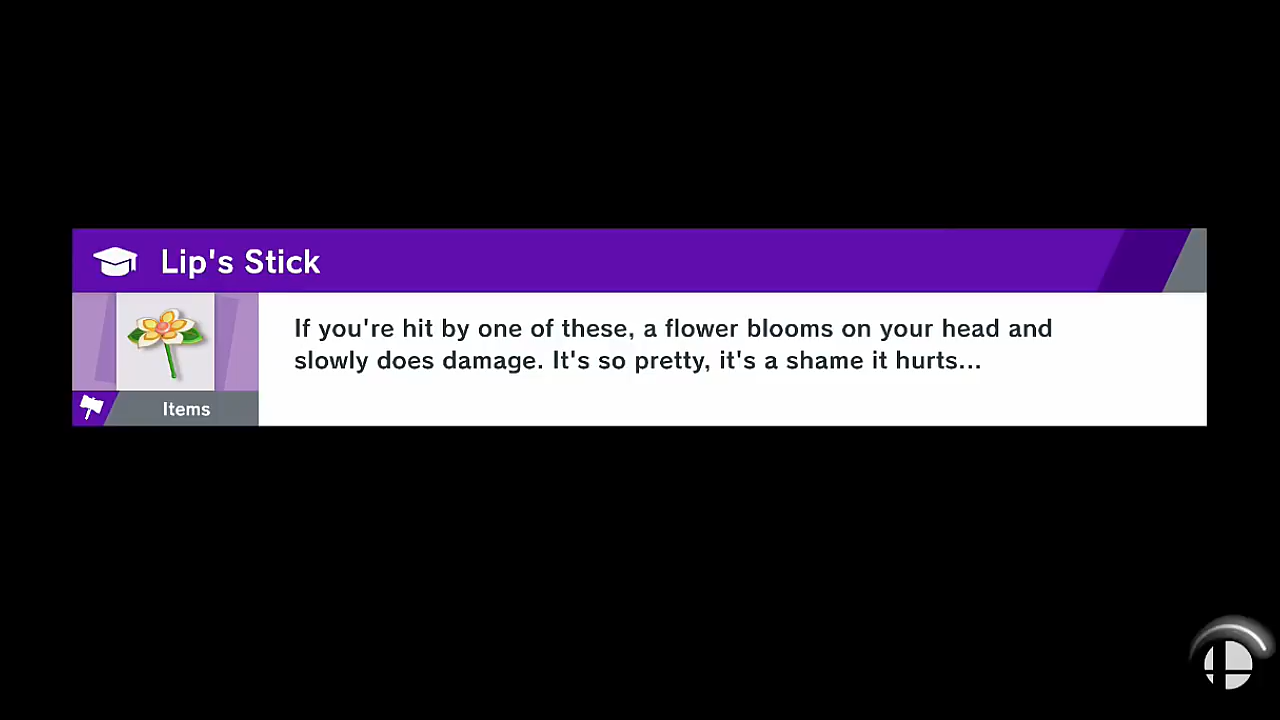 Lip's Stick
If you're hit by one of these, a flower blooms on your head and
slowly does damage. It's so pretty, it's a shame it hurts...
Items